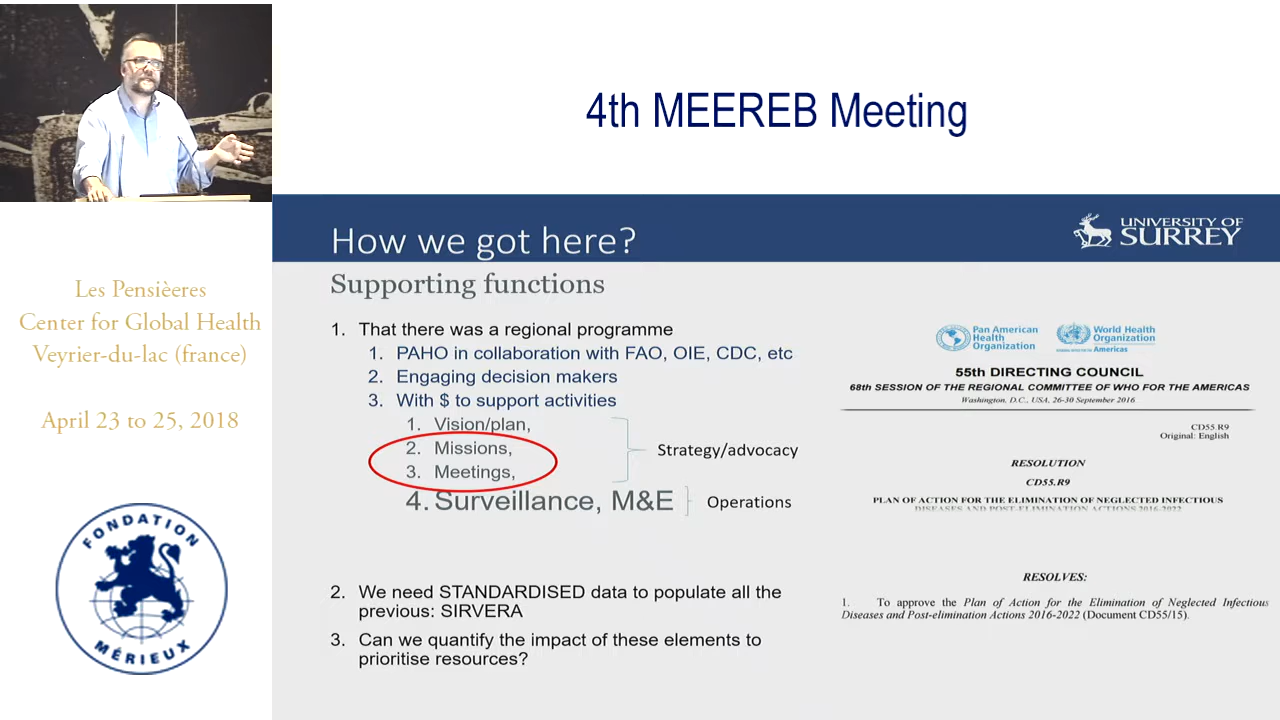 4th MEEREB Meeting
How we got here?
UNIVERSITY OF
SURREY
Les Pensièeres
Center for Global Health
Veyrier-du-lac (france)
April 23 to 25, 2018
FONDATION
MÉRIEUX
Supporting functions
1. That there was a regional programme
1. PAHO in collaboration with FAO, OIE, CDC, etc
2. Engaging decision makers
3. With $ to support activities
1. Vision/plan,
2. Missions,
3. Meetings,
Strategy/advocacy
4. Surveillance, M&E
Operations
2. We need STANDARDISED data to populate all the
previous: SIRVERA
3. Can we quantify the impact of these elements to
prioritise resources?
Pan American
Health
Organization
World Health
Organization
Americas
55th DIRECTING COUNCIL
68th SESSION OF THE REGIONAL COMMITTEE OF WHO FOR THE AMERICAS
Washington, D.C., USA, 26-30 September 2016
CD55.R9
Original: English
RESOLUTION
CD55.R9
PLAN OF ACTION FOR THE ELIMINATION OF NEGLECTED INFECTIOUS
DISEASES AND POST-ELIMINATION ACTIONS 2016-2022
RESOLVES:
1. To approve the Plan of Action for the Elimination of Neglected Infectious
Diseases and Post-elimination Actions 2016-2022 (Document CD55/15).